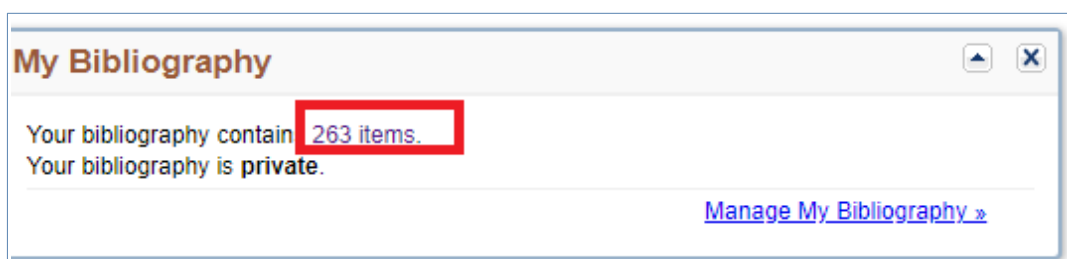 My Bibliography
Your bibliography contain 263 items.
Your bibliography is private.
Manage My Bibliography »